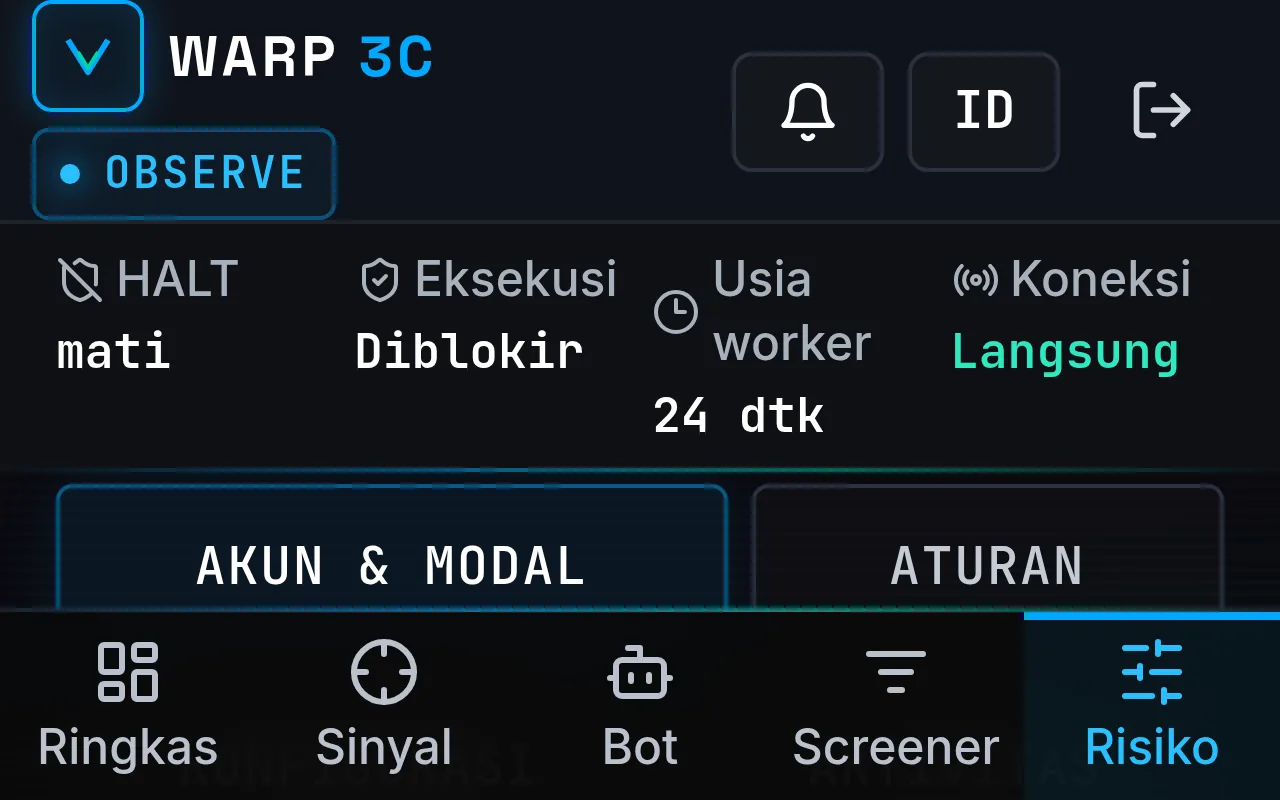 WARP 3C
ID
OBSERVE
HALT
mati
Eksekusi
Diblokir
Usia
worker
24 dtk
Koneksi
Langsung
AKUN & MODAL
ATURAN
Ringkas
Sinyal
Bot
Screener
Risiko